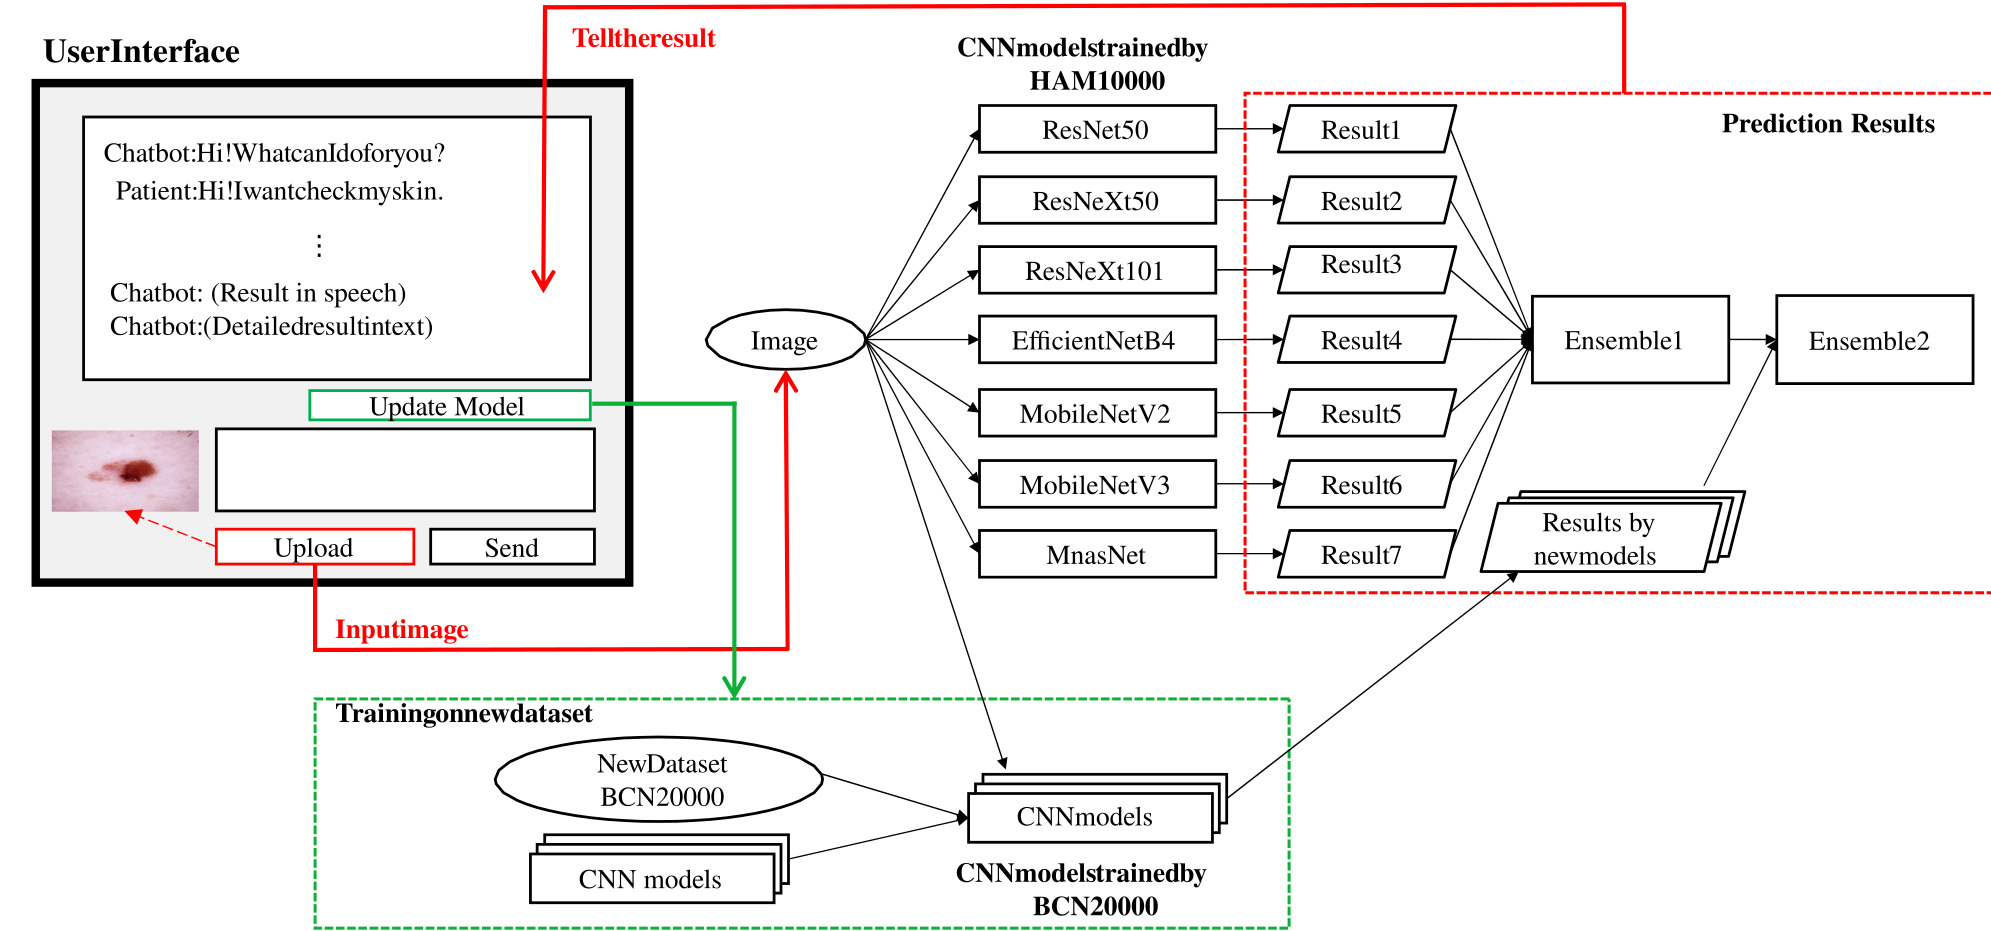 UserInterface
Chatbot:Hi!WhatcanIdoforyou?
Patient:Hi!Iwantcheckmyskin.
⋮
Chatbot: (Result in speech)
Chatbot:(Detailedresultintext)
Update Model
Upload
Send
Telltheresult
Inputimage
Image
CNNmodelstrainedby
HAM10000
ResNet50
ResNeXt50
ResNeXt101
EfficientNetB4
MobileNetV2
MobileNetV3
MnasNet
Prediction Results
Result1
Result2
Result3
Result4
Result5
Result6
Result7
Ensemble1
Ensemble2
Results by
newmodels
Trainingonnewdataset
NewDataset
BCN20000
CNN models
CNNmodels
CNNmodelstrainedby
BCN20000